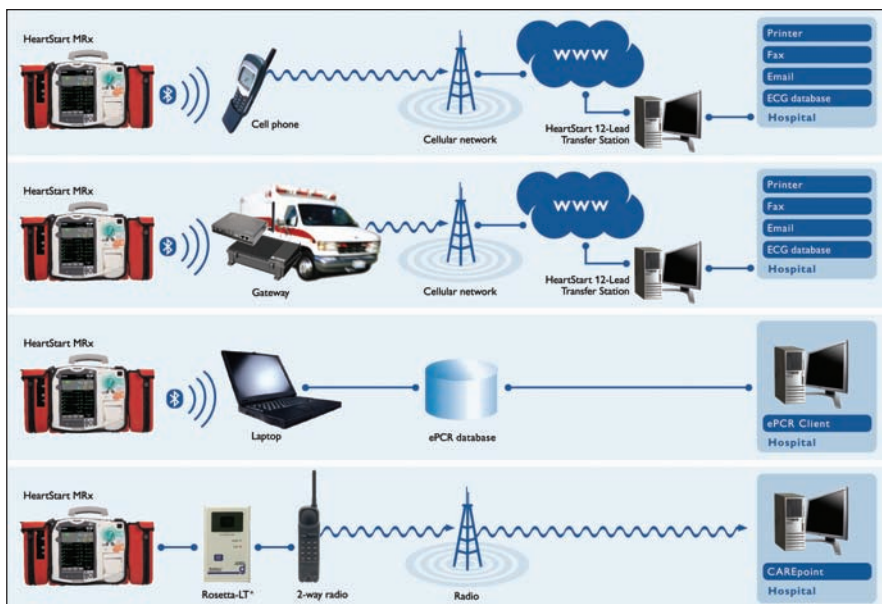 HeartStart MRx
Cell phone
Cellular network
WWW
HeartStart 12-Lead
Transfer Station
Printer
Fax
Email
ECG database
Hospital
HeartStart MRx
Gateway
Cellular network
WWW
HeartStart 12-Lead
Transfer Station
Printer
Fax
Email
ECG database
Hospital
HeartStart MRx
Laptop
ePCR database
ePCR Client
Hospital
HeartStart MRx
Rosetta-LT*
2-way radio
Radio
CAREpoint
Hospital